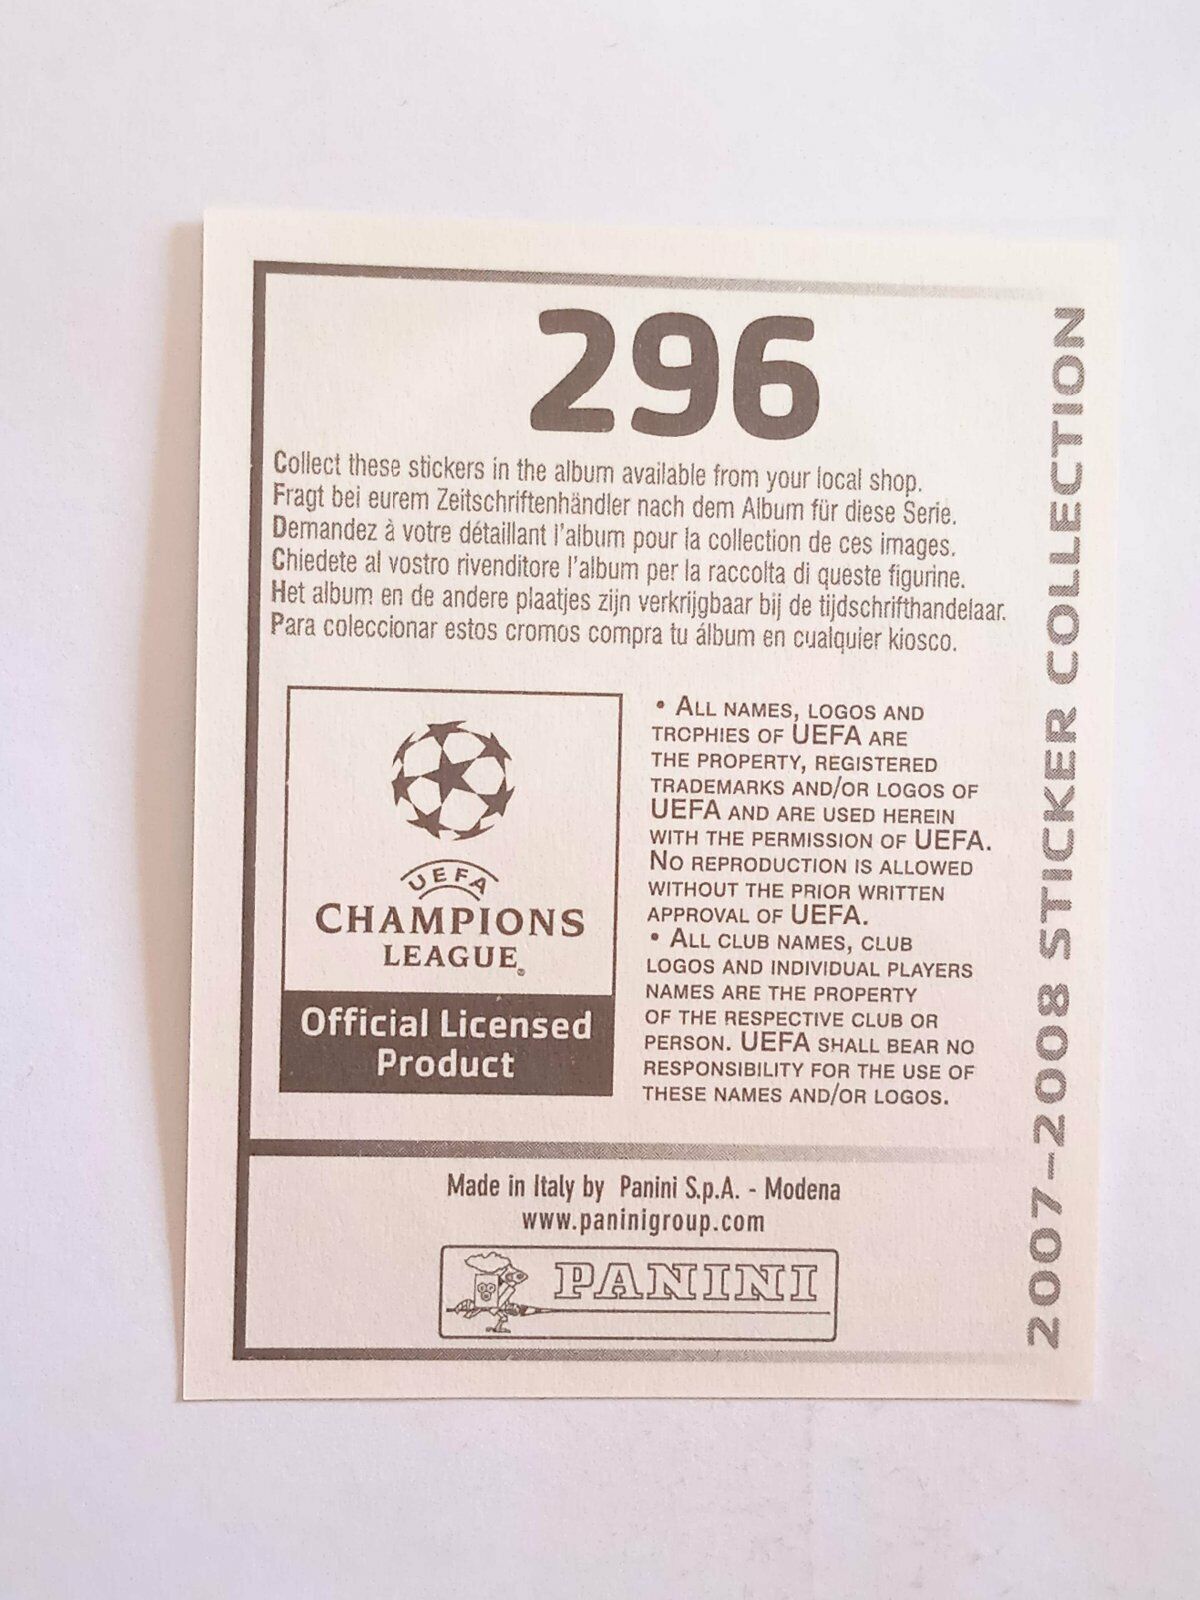 296
Collect these stickers in the album available from your local shop.
Fragt bei eurem Zeitschriftenhändler nach dem Album für diese Serie.
Demandez à votre détaillant l'album pour la collection de ces images.
Chiedete al vostro rivenditore l'album per la raccolta di queste figurine.
Het album en de andere plaatjes zijn verkrijgbaar bij de tijdschrifthandelaar.
Para coleccionar estos cromos compra tu álbum en cualquier kiosco.
UEFA
CHAMPIONS
LEAGUE®
Official Licensed
Product
• ALL NAMES, LOGOS AND
TROPHIES OF UEFA ARE
THE PROPERTY, REGISTERED
TRADEMARKS AND/OR LOGOS OF
UEFA AND ARE USED HEREIN
WITH THE PERMISSION OF UEFA.
NO REPRODUCTION IS ALLOWED
WITHOUT THE PRIOR WRITTEN
APPROVAL OF UEFA.
• ALL CLUB NAMES, CLUB
LOGOS AND INDIVIDUAL PLAYERS
NAMES ARE THE PROPERTY
OF THE RESPECTIVE CLUB OR
PERSON. UEFA SHALL BEAR NO
RESPONSIBILITY FOR THE USE OF
THESE NAMES AND/OR LOGOS.
Made in Italy by Panini S.p.A. - Modena
www.paninigroup.com
PANINI
2007-2008 STICKER COLLECTION